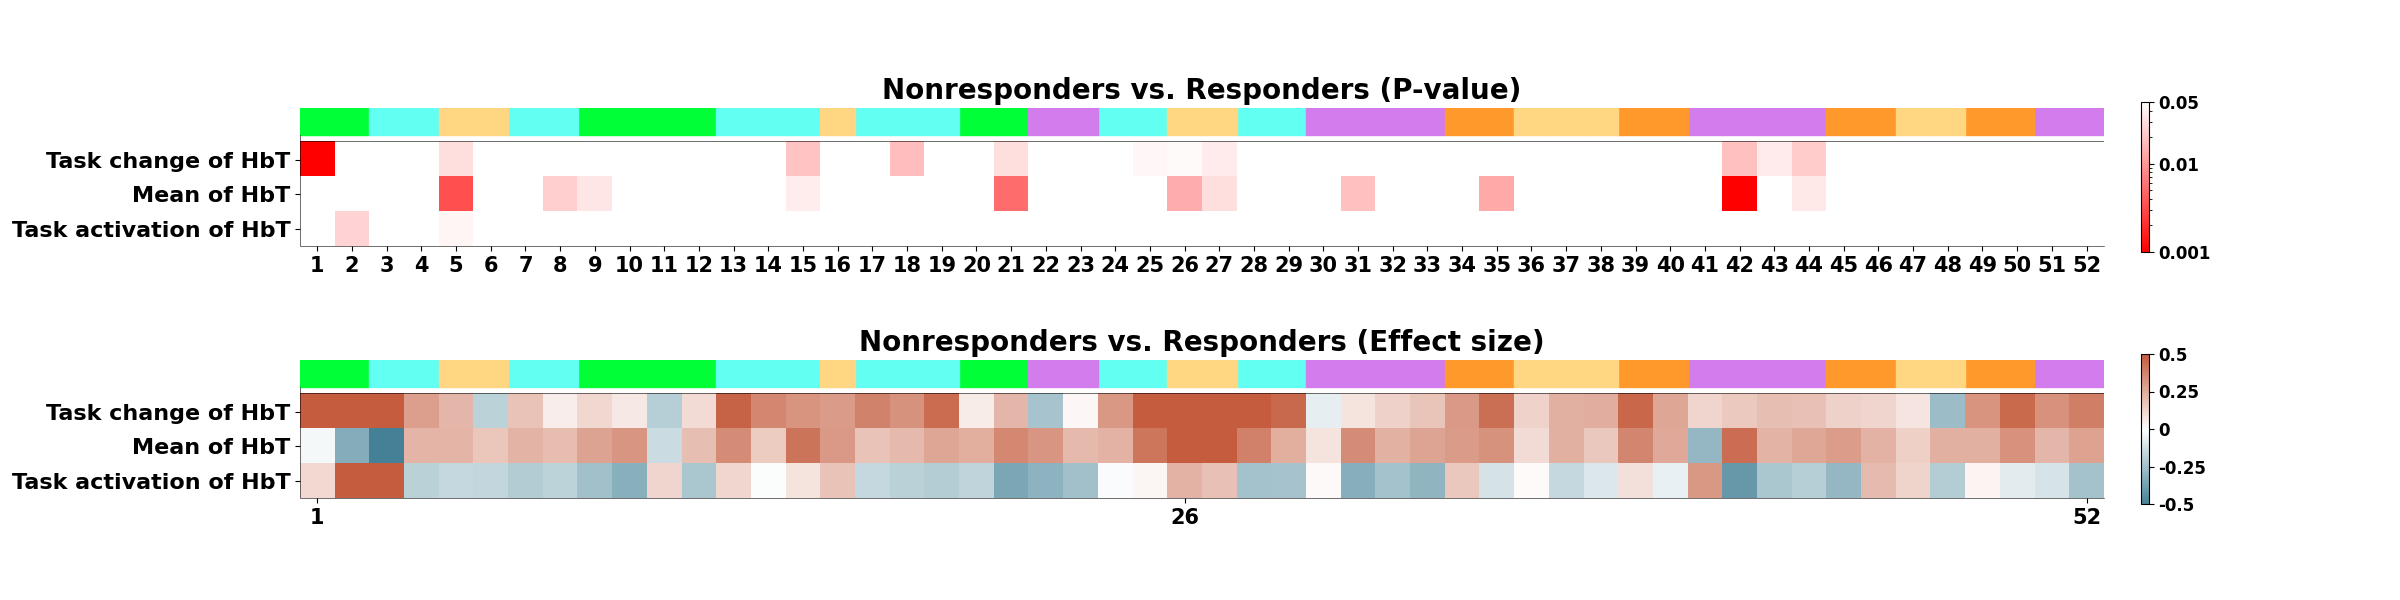 Nonresponders vs. Responders (P-value)
Task change of HbT
Mean of HbT
Task activation of HbT
1 2 3 4 5 6 7 8 9 10 11 12 13 14 15 16 17 18 19 20 21 22 23 24 25 26 27 28 29 30 31 32 33 34 35 36 37 38 39 40 41 42 43 44 45 46 47 48 49 50 51 52
0.05
0.01
0.001
Nonresponders vs. Responders (Effect size)
Task change of HbT
Mean of HbT
Task activation of HbT
1 26 52
0.5
0.25
0
-0.25
-0.5